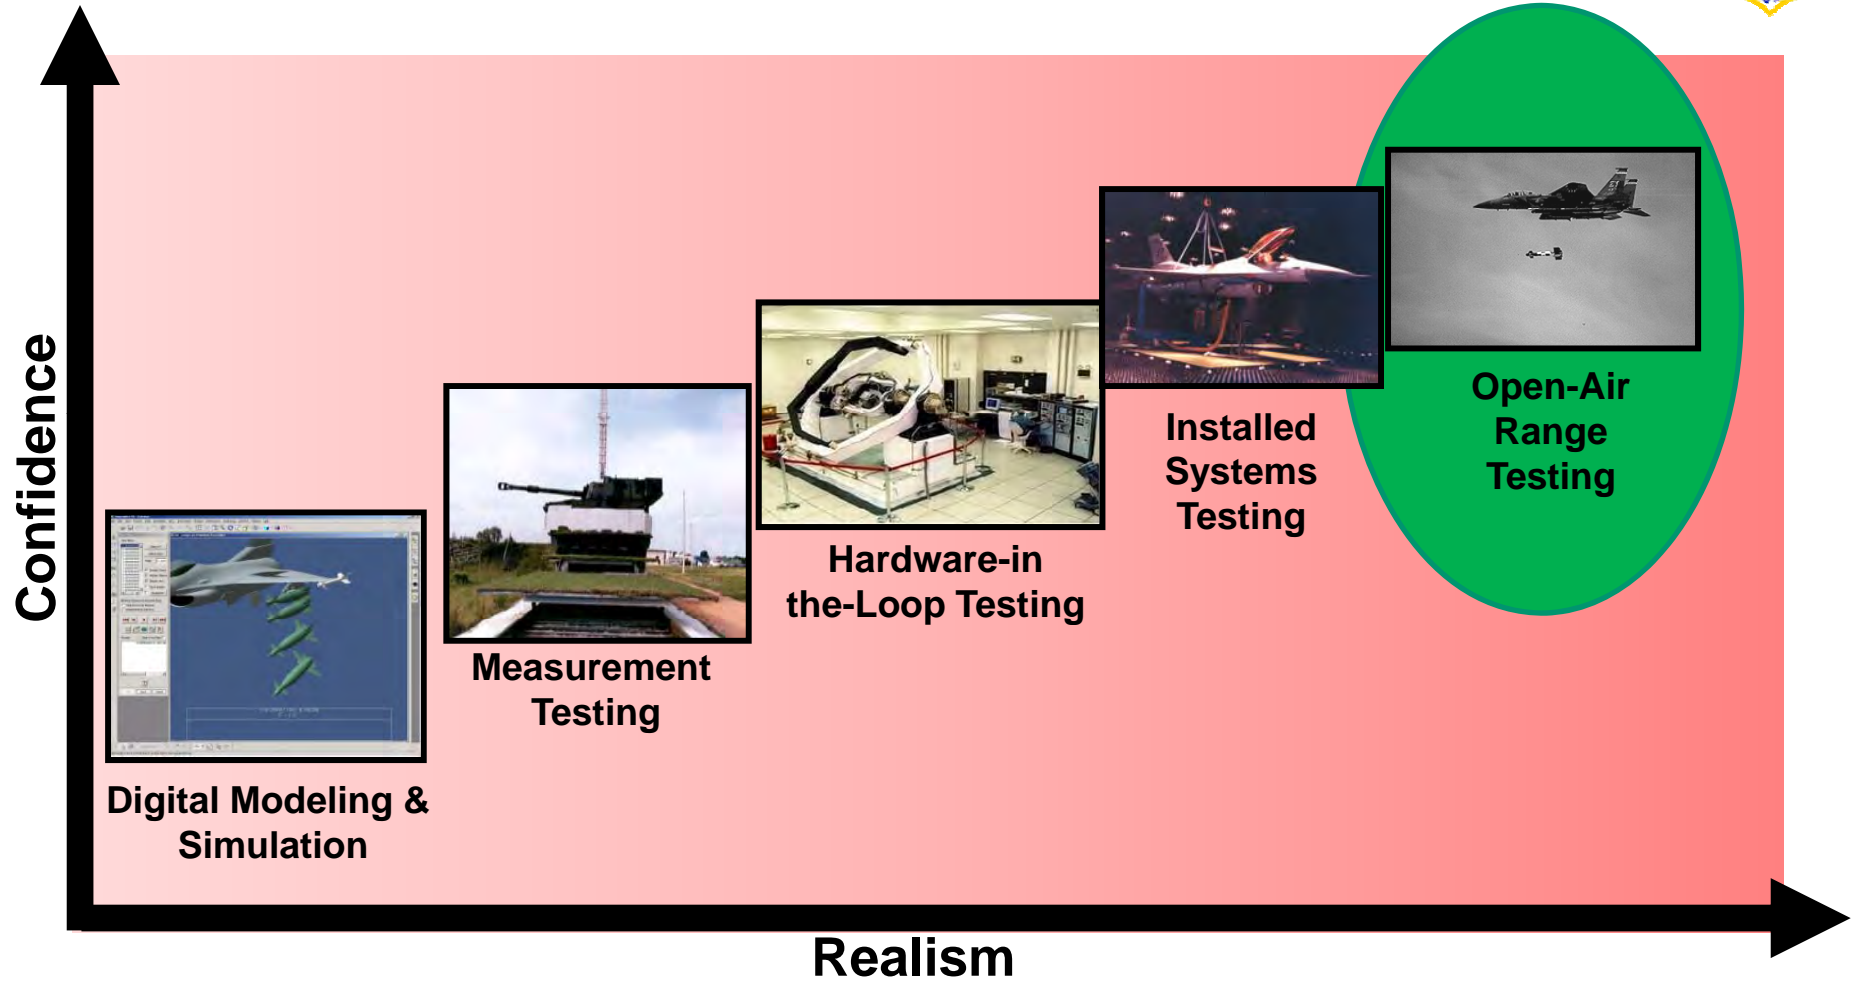 Confidence
Digital Modeling &
Simulation
Measurement
Testing
Hardware-in
the-Loop Testing
Installed
Systems
Testing
Open-Air
Range
Testing
Realism